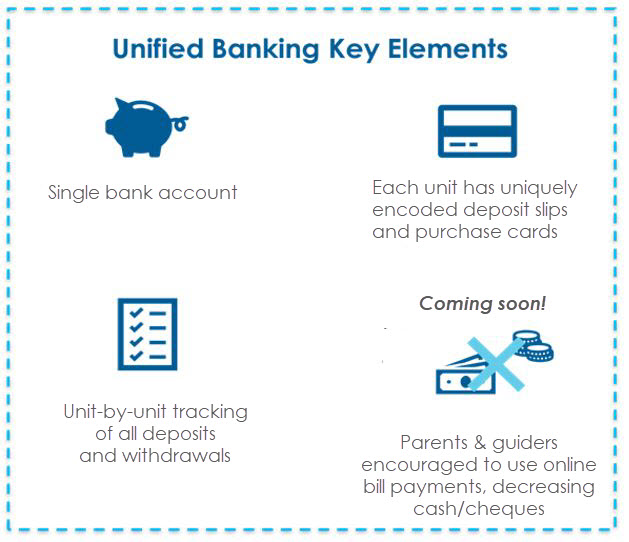 Unified Banking Key Elements
Single bank account
Each unit has uniquely
encoded deposit slips
and purchase cards
Unit-by-unit tracking
of all deposits
and withdrawals
Coming soon!
Parents & guiders
encouraged to use online
bill payments, decreasing
cash/cheques